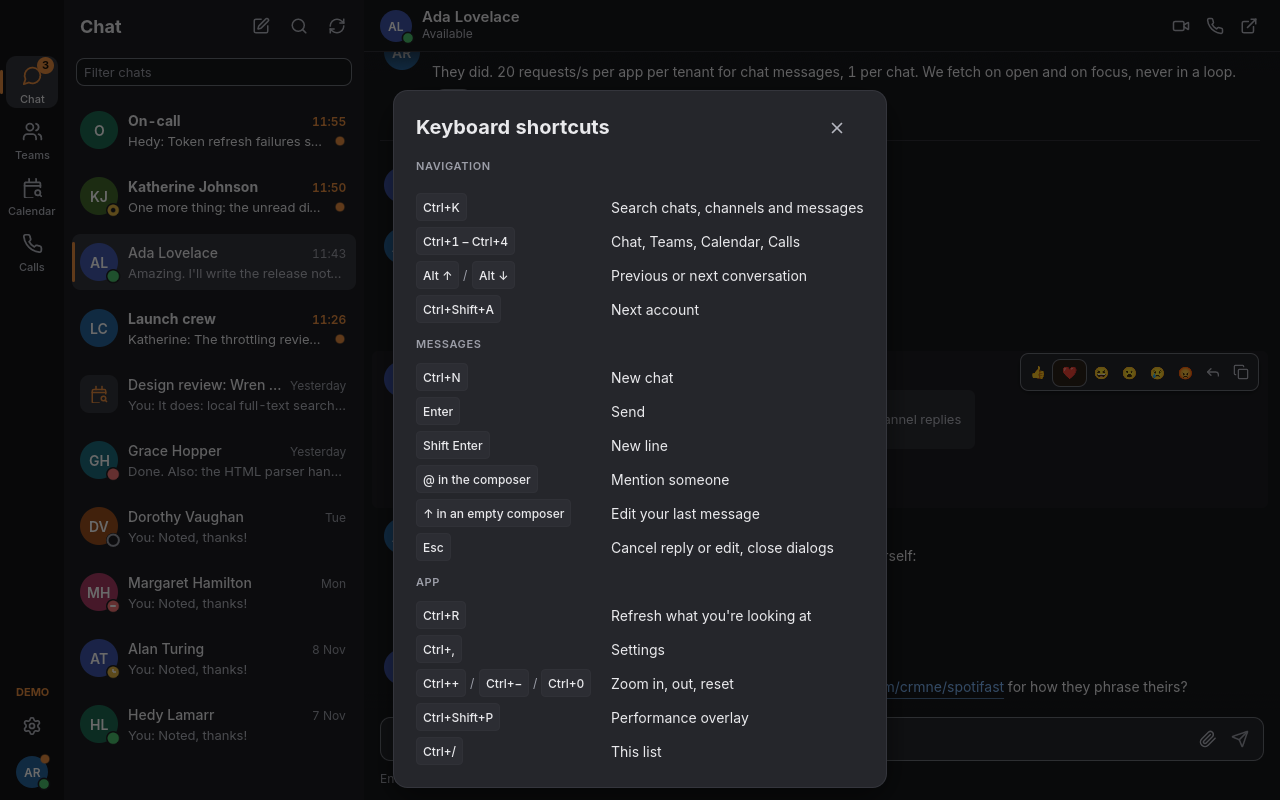 Chat
Filter chats
3
Chat
Teams
Calendar
Calls
DEMO
AR
O
On-call
11:55
Hedy: Token refresh failures s...
KJ
Katherine Johnson
11:50
One more thing: the unread di...
AL
Ada Lovelace
11:43
Amazing. I'll write the release not...
LC
Launch crew
11:26
Katherine: The throttling revie...
Design review: Wren ...
Yesterday
You: It does: local full-text search...
GH
Grace Hopper
Yesterday
Done. Also: the HTML parser han...
DV
Dorothy Vaughan
Tue
You: Noted, thanks!
MH
Margaret Hamilton
Mon
You: Noted, thanks!
AT
Alan Turing
8 Nov
You: Noted, thanks!
HL
Hedy Lamarr
7 Nov
You: Noted, thanks!
AL
Ada Lovelace
Available
AR
They did. 20 requests/s per app per tenant for chat messages, 1 per chat. We fetch on open and on focus, never in a loop.
Keyboard shortcuts
NAVIGATION
Ctrl+K Search chats, channels and messages
Ctrl+1 – Ctrl+4 Chat, Teams, Calendar, Calls
Alt ↑ / Alt ↓ Previous or next conversation
Ctrl+Shift+A Next account
MESSAGES
Ctrl+N New chat
Enter Send
Shift Enter New line
@ in the composer Mention someone
↑ in an empty composer Edit your last message
Esc Cancel reply or edit, close dialogs
APP
Ctrl+R Refresh what you're looking at
Ctrl+, Settings
Ctrl++ / Ctrl+− / Ctrl+0 Zoom in, out, reset
Ctrl+Shift+P Performance overlay
Ctrl+/ This list
annel replies
rself:
m/crmne/spotifast for how they phrase theirs?